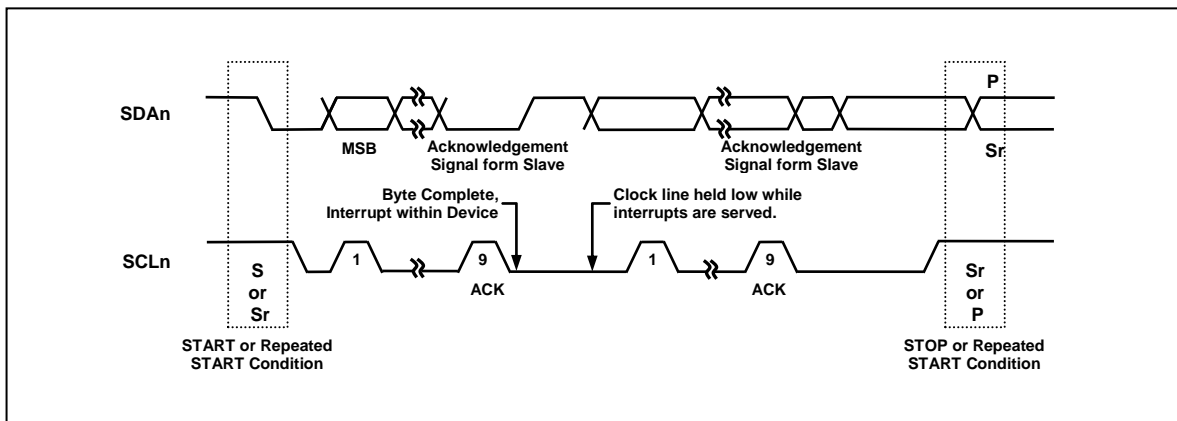 P
SDAn
MSB
Acknowledgement
Signal form Slave
Acknowledgement
Signal form Slave
Sr
Byte Complete,
Interrupt within Device
Clock line held low while
interrupts are served.
SCLn
S
or
Sr
1
9
ACK
1
9
ACK
Sr
or
P
START or Repeated
START Condition
STOP or Repeated
START Condition